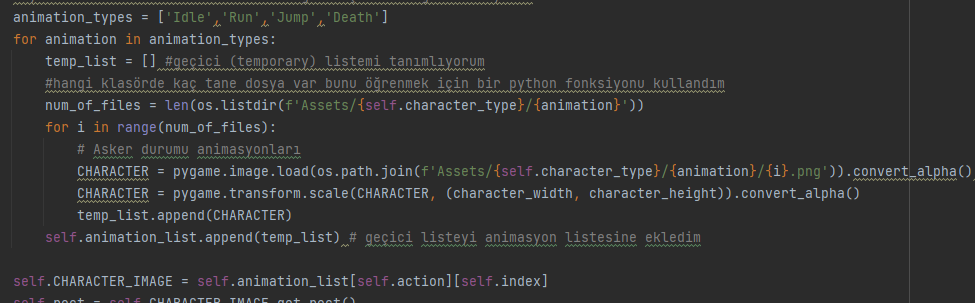 animation_types = ['Idle','Run','Jump','Death']
for animation in animation_types:
    temp_list = [] #geçici (temporary) listemi tanımlıyorum
    #hangi klasörde kaç tane dosya var bunu öğrenmek için bir python fonksiyonu kullandım
    num_of_files = len(os.listdir(f'Assets/{self.character_type}/{animation}'))
    for i in range(num_of_files):
        # Asker durumu animasyonları
        CHARACTER = pygame.image.load(os.path.join(f'Assets/{self.character_type}/{animation}/{i}.png')).convert_alpha()
        CHARACTER = pygame.transform.scale(CHARACTER, (character_width, character_height)).convert_alpha()
        temp_list.append(CHARACTER)
    self.animation_list.append(temp_list) # geçici listeyi animasyon listesine ekledim
self.CHARACTER_IMAGE = self.animation_list[self.action][self.index]
self.rect = self.CHARACTER_IMAGE.get_rect()